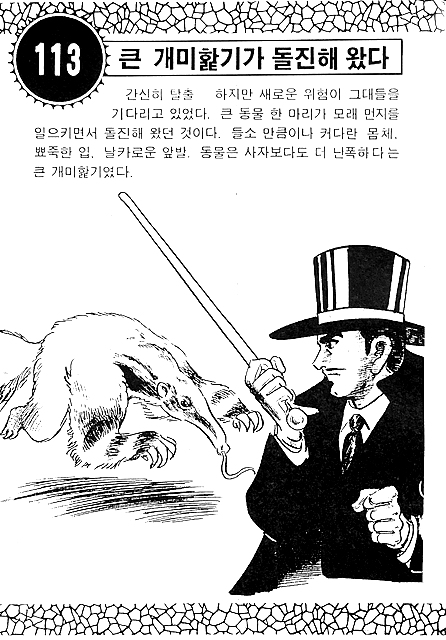 113
큰 개미핥기가 돌진해 왔다
간신히 탈출 하지만 새로운 위험이 그대들을
기다리고 있었다. 큰 동물 한 마리가 모래 먼지를
일으키면서 돌진해 왔던 것이다. 들소 만큼이나 커다란 몸체,
뾰쭉한 입, 날카로운 앞발, 동물은 사자보다도 더 난폭하다는
큰 개미핥기였다.